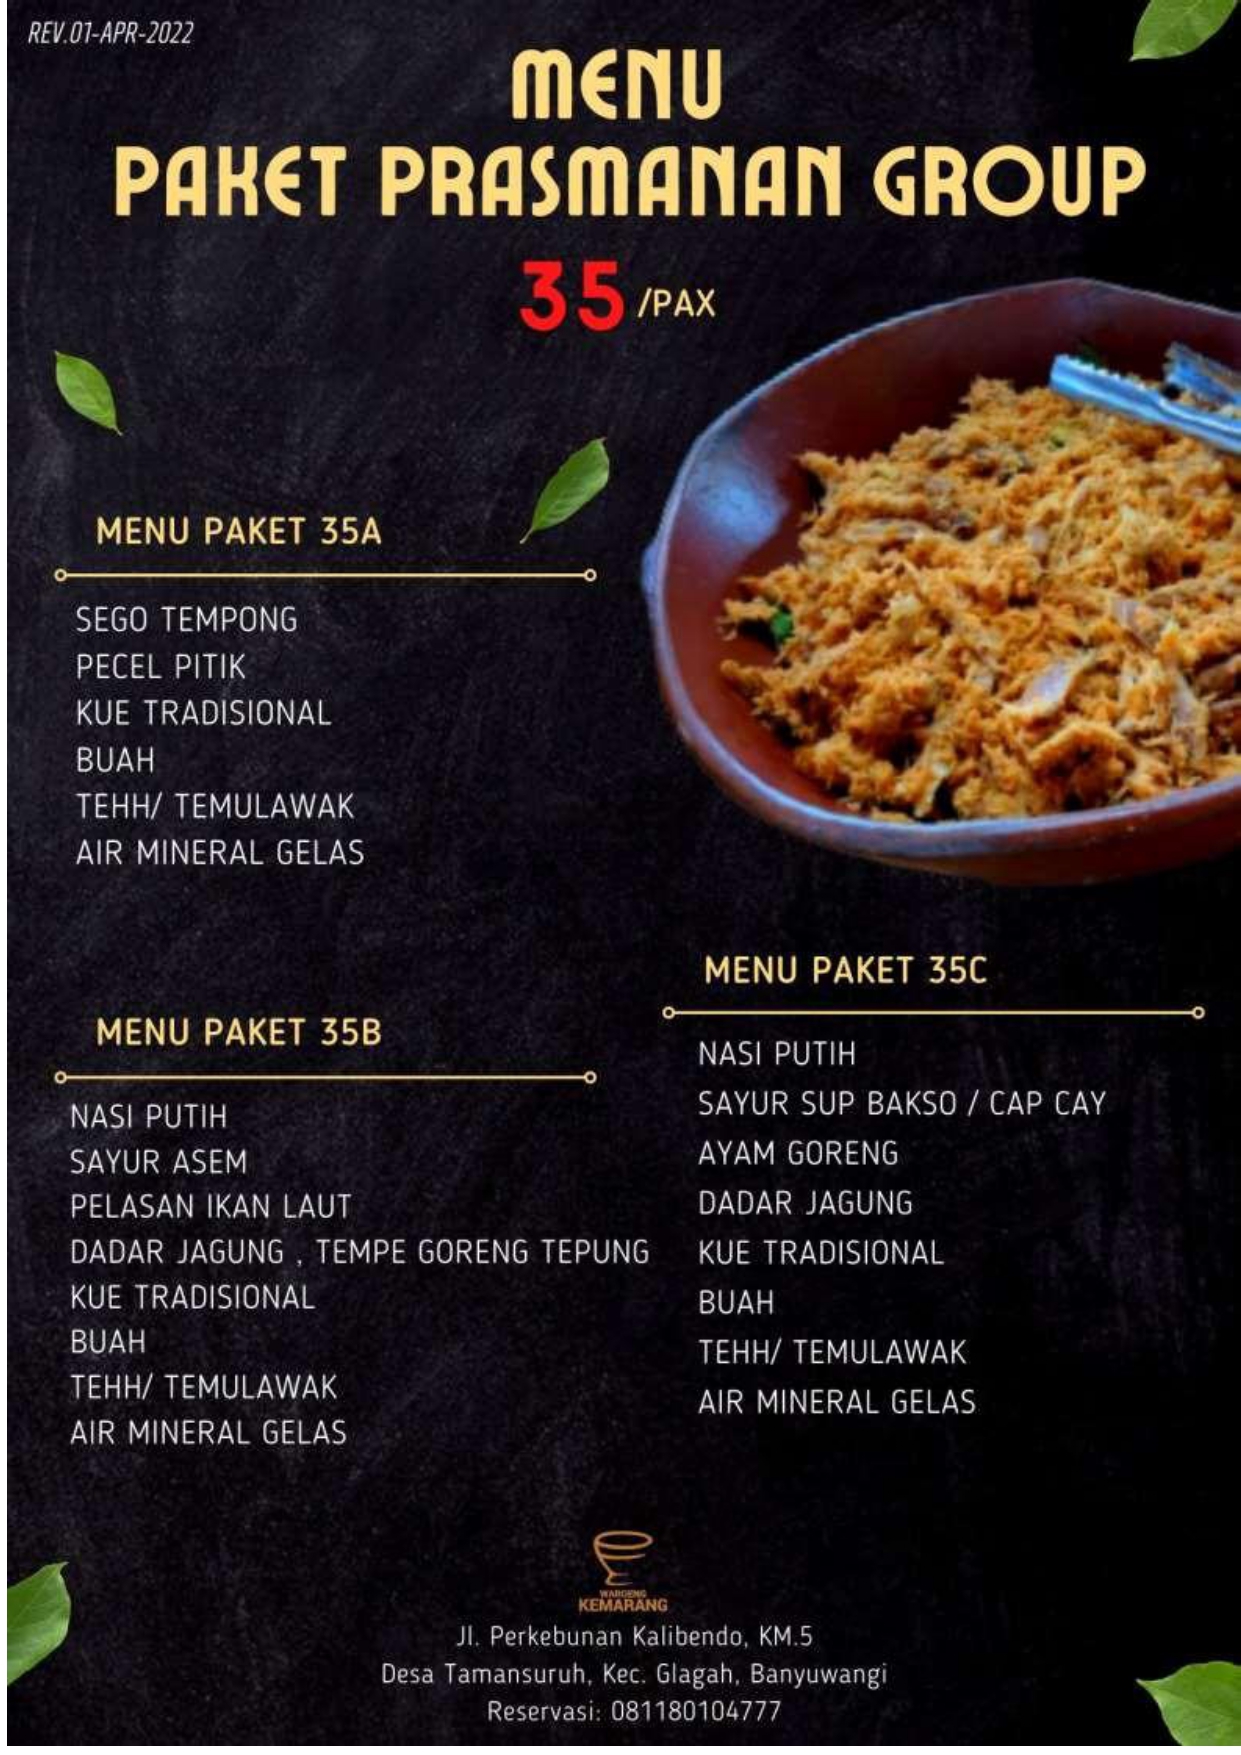 REV.01-APR-2022
MENU
PAKET PRASMANAN GROUP
35 /PAX
MENU PAKET 35A
SEGO TEMPONG
PECEL PITIK
KUE TRADISIONAL
BUAH
TEHH/ TEMULAWAK
AIR MINERAL GELAS
MENU PAKET 35B
NASI PUTIH
SAYUR ASEM
PELASAN IKAN LAUT
DADAR JAGUNG , TEMPE GORENG TEPUNG
KUE TRADISIONAL
BUAH
TEHH/ TEMULAWAK
AIR MINERAL GELAS
MENU PAKET 35C
NASI PUTIH
SAYUR SUP BAKSO / CAP CAY
AYAM GORENG
DADAR JAGUNG
KUE TRADISIONAL
BUAH
TEHH/ TEMULAWAK
AIR MINERAL GELAS
WAROENG
KEMARANG
Jl. Perkebunan Kalibendo, KM.5
Desa Tamansuruh, Kec. Glagah, Banyuwangi
Reservasi: 081180104777